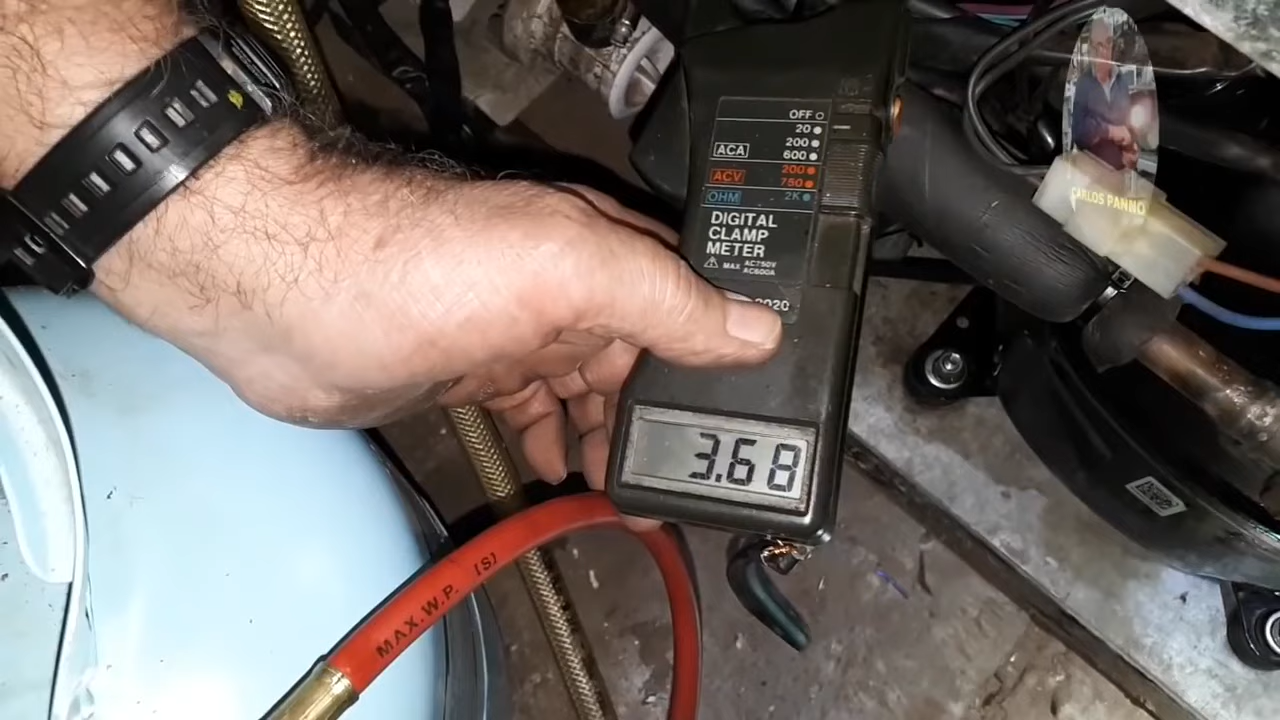 OFF
20
200
ACA
600
ACV
200
750
OHM
2K
DIGITAL
CLAMP
METER
MAX AC750V
AC600A
2020
3.68
MAX.W.P. (S)
CARLOS PANNO